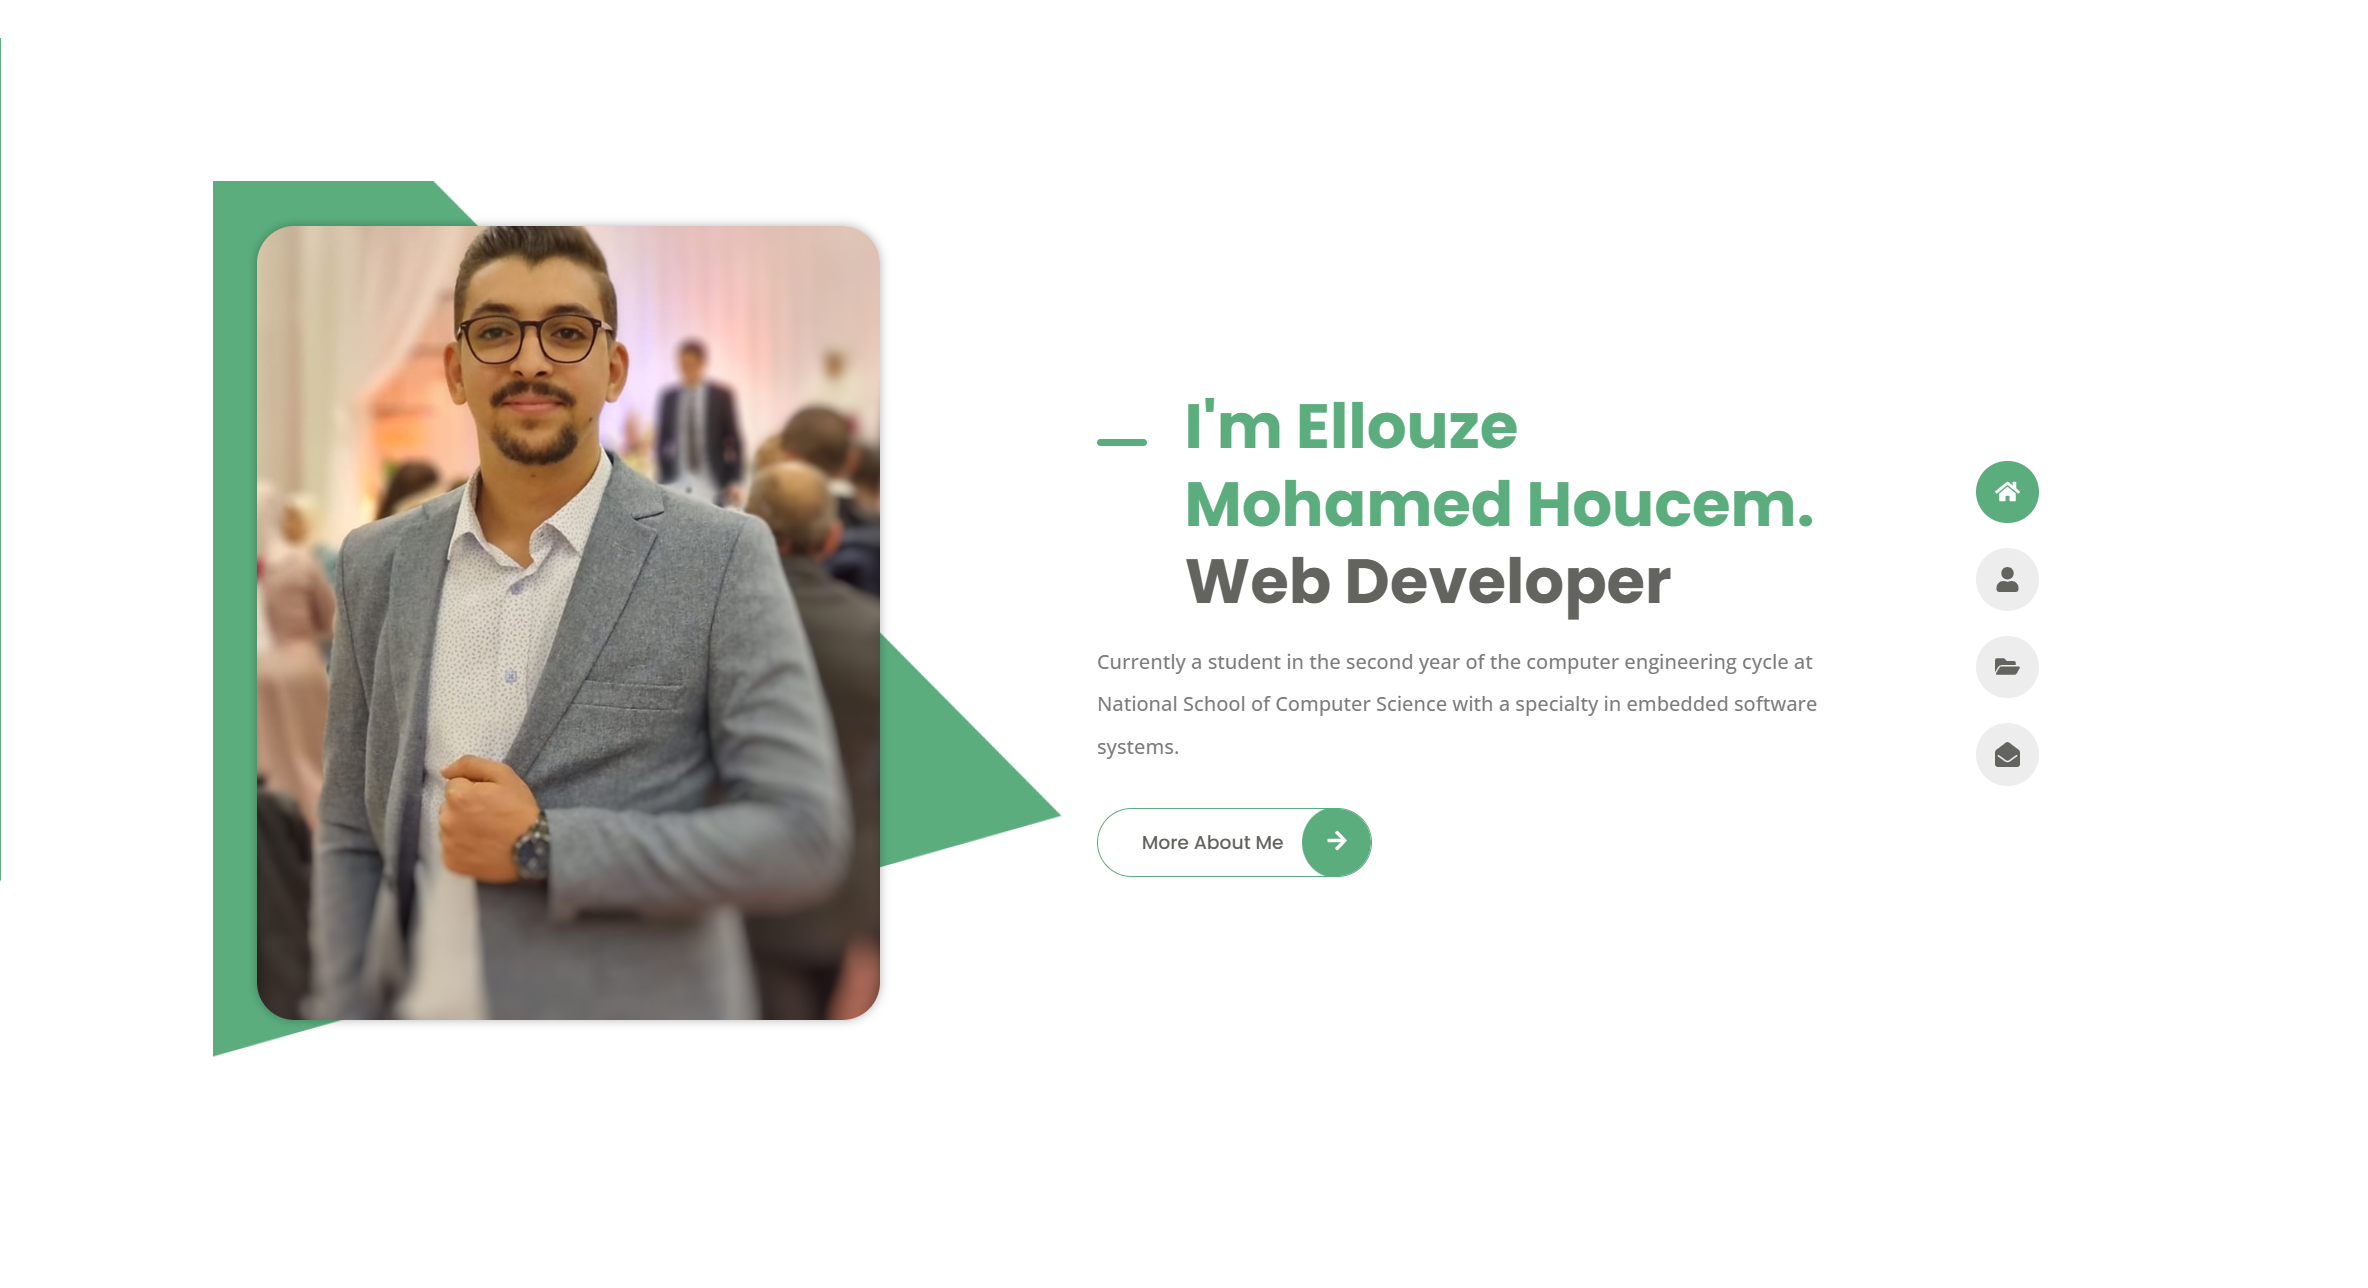 I'm Ellouze
Mohamed Houcem.
Web Developer
Currently a student in the second year of the computer engineering cycle at
National School of Computer Science with a specialty in embedded software
systems.
More About Me